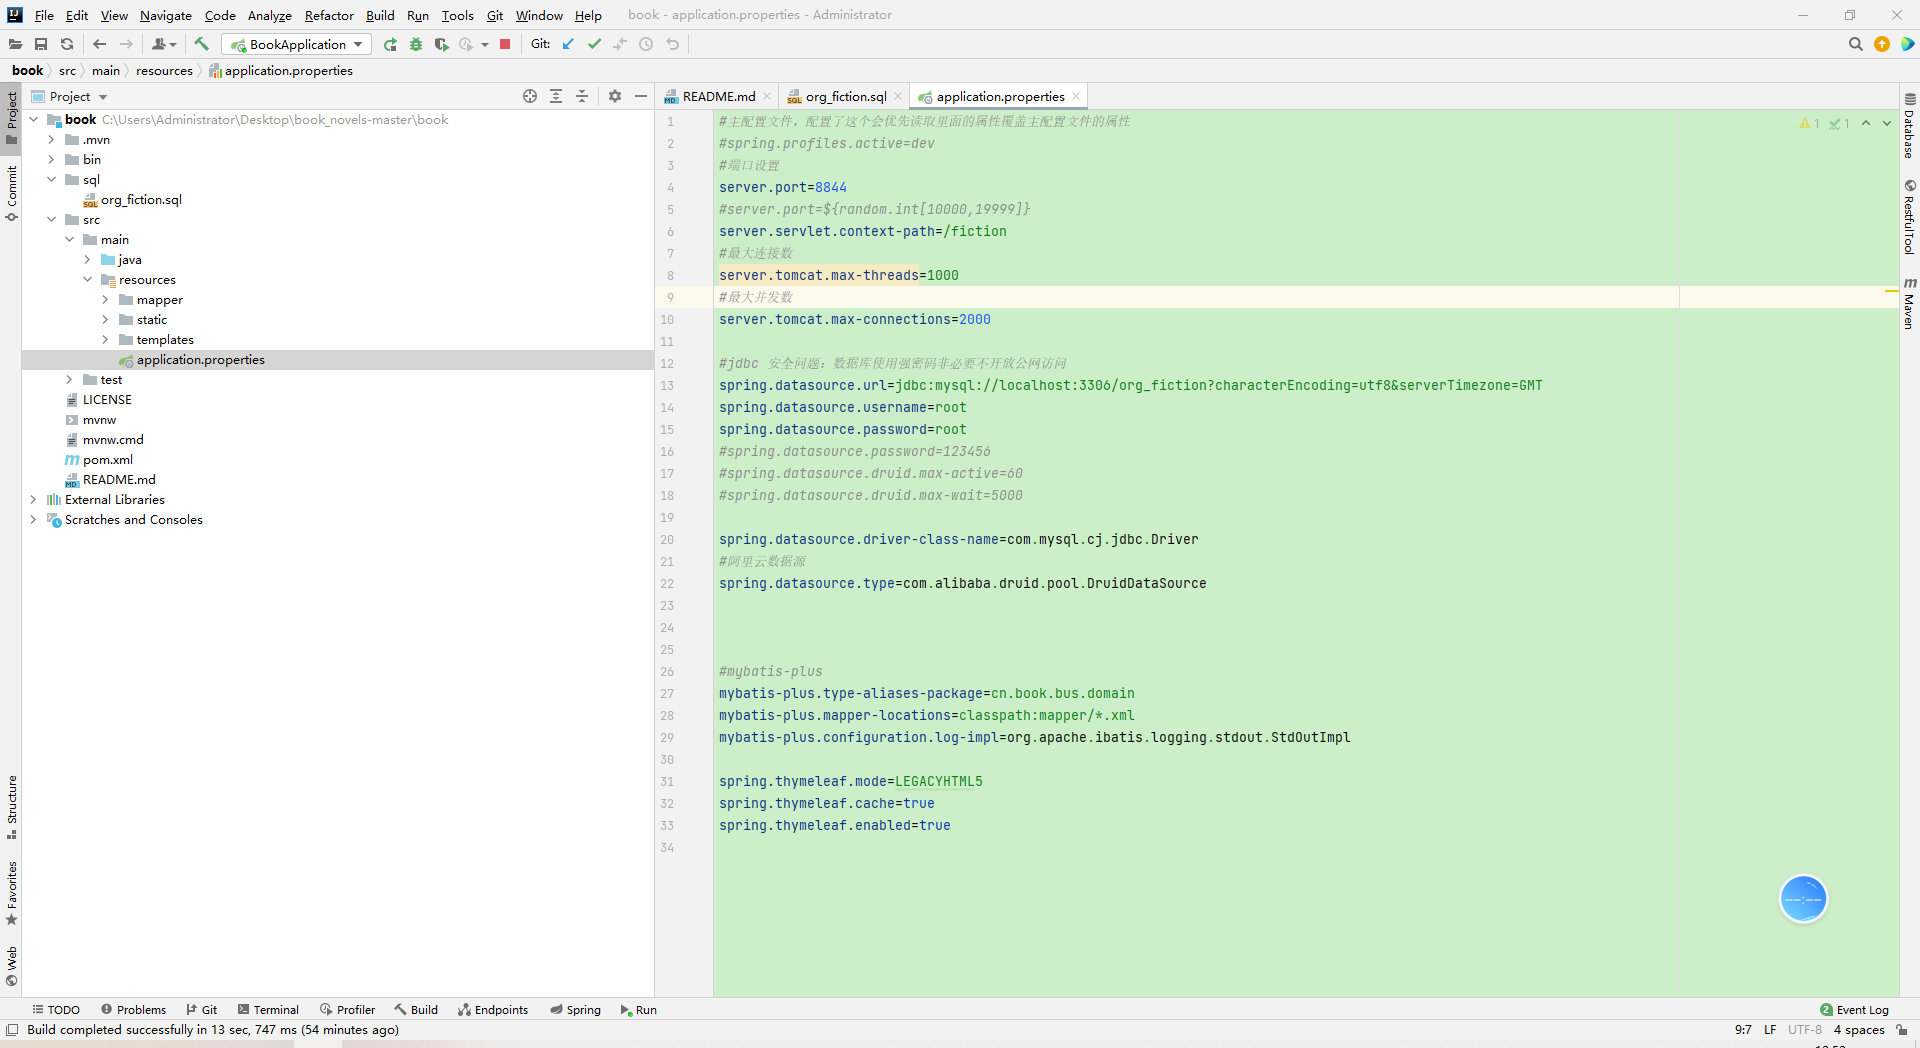 File Edit View Navigate Code Analyze Refactor Build Run Tools Git Window Help book - application.properties - Administrator
BookApplication Git:
book src main resources application.properties
Project
README.md org_fiction.sql application.properties
Project
Commit
Structure
Favorites
Web
book C:\Users\Administrator\Desktop\book_novels-master\book
.mvn
bin
sql
org_fiction.sql
src
main
java
resources
mapper
static
templates
application.properties
test
LICENSE
mvnw
mvnw.cmd
pom.xml
README.md
External Libraries
Scratches and Consoles
1 #主配置文件，配置了这个会优先读取里面的属性覆盖主配置文件的属性
2 #spring.profiles.active=dev
3 #端口设置
4 server.port=8844
5 #server.port=${random.int[10000,19999]}
6 server.servlet.context-path=/fiction
7 #最大连接数
8 server.tomcat.max-threads=1000
9 #最大并发数
10 server.tomcat.max-connections=2000
11
12 #jdbc 安全问题：数据库使用强密码非必要不开放公网访问
13 spring.datasource.url=jdbc:mysql://localhost:3306/org_fiction?characterEncoding=utf8&serverTimezone=GMT
14 spring.datasource.username=root
15 spring.datasource.password=root
16 #spring.datasource.password=123456
17 #spring.datasource.druid.max-active=60
18 #spring.datasource.druid.max-wait=5000
19
20 spring.datasource.driver-class-name=com.mysql.cj.jdbc.Driver
21 #阿里云数据源
22 spring.datasource.type=com.alibaba.druid.pool.DruidDataSource
23
24
25
26 #mybatis-plus
27 mybatis-plus.type-aliases-package=cn.book.bus.domain
28 mybatis-plus.mapper-locations=classpath:mapper/*.xml
29 mybatis-plus.configuration.log-impl=org.apache.ibatis.logging.stdout.StdOutImpl
30
31 spring.thymeleaf.mode=LEGACYHTML5
32 spring.thymeleaf.cache=true
33 spring.thymeleaf.enabled=true
34
1 1
Database
RestfulTool
Maven
TODO Problems Git Terminal Profiler Build Endpoints Spring Run 2 Event Log
Build completed successfully in 13 sec, 747 ms (54 minutes ago) 9:7 LF UTF-8 4 spaces